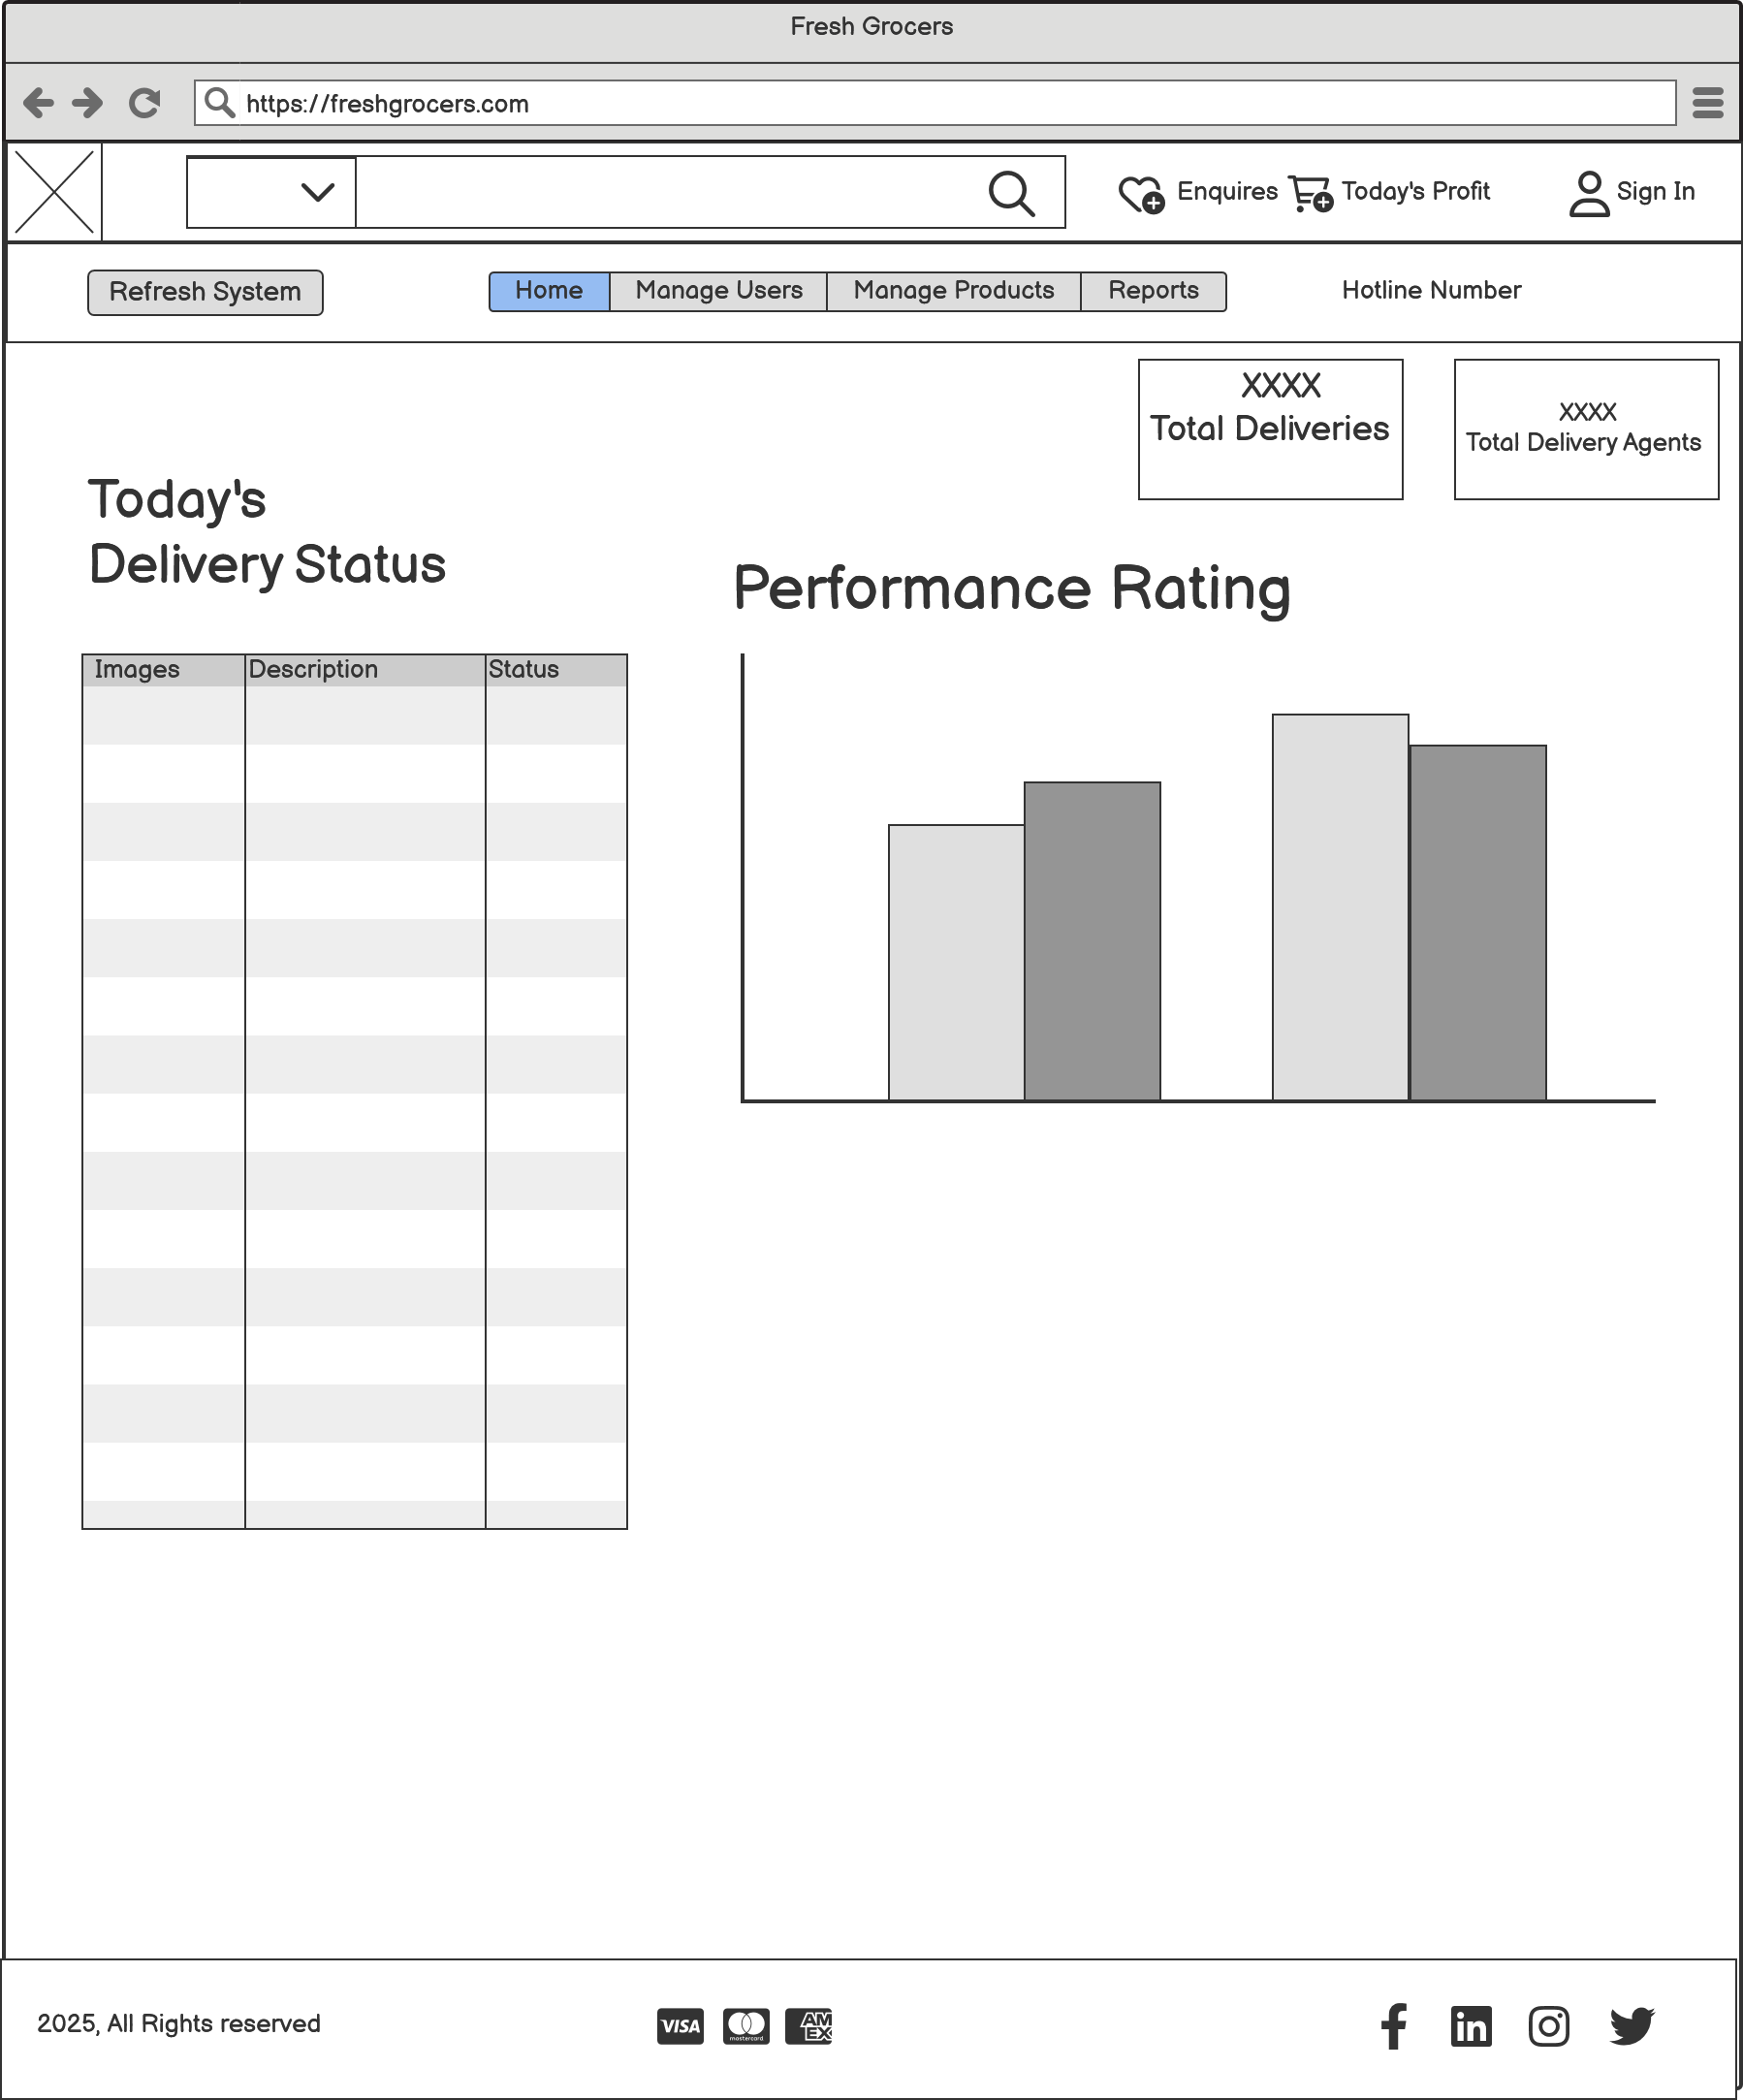 Fresh Grocers
https://freshgrocers.com
Enquires
Today's Profit
Sign In
Refresh System
Home
Manage Users
Manage Products
Reports
Hotline Number
XXXX
Total Deliveries
XXXX
Total Delivery Agents
Today's
Delivery Status
Performance Rating
Images
Description
Status
2025, All Rights reserved
VISA
mastercard
AM
EX